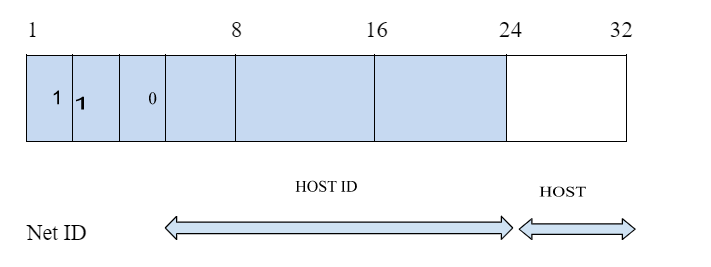 1 8 16 24 32
1 1 0
HOST ID
HOST
Net ID